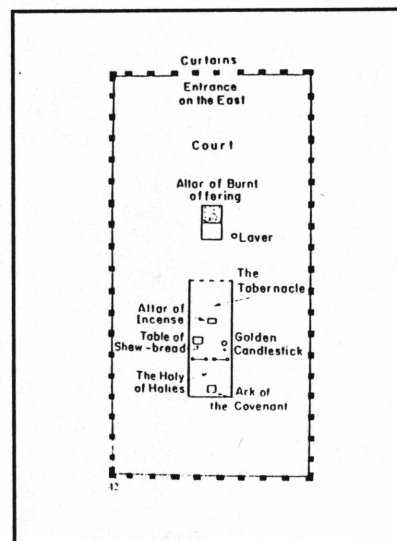 Curtains
Entrance
on the East
Court
Altar of Burnt
offering
Laver
The
Tabernacle
Altar of
Incense
Table of
Shew-bread
Golden
Candlestick
The Holy
of Holies
Ark of
the Covenant
42